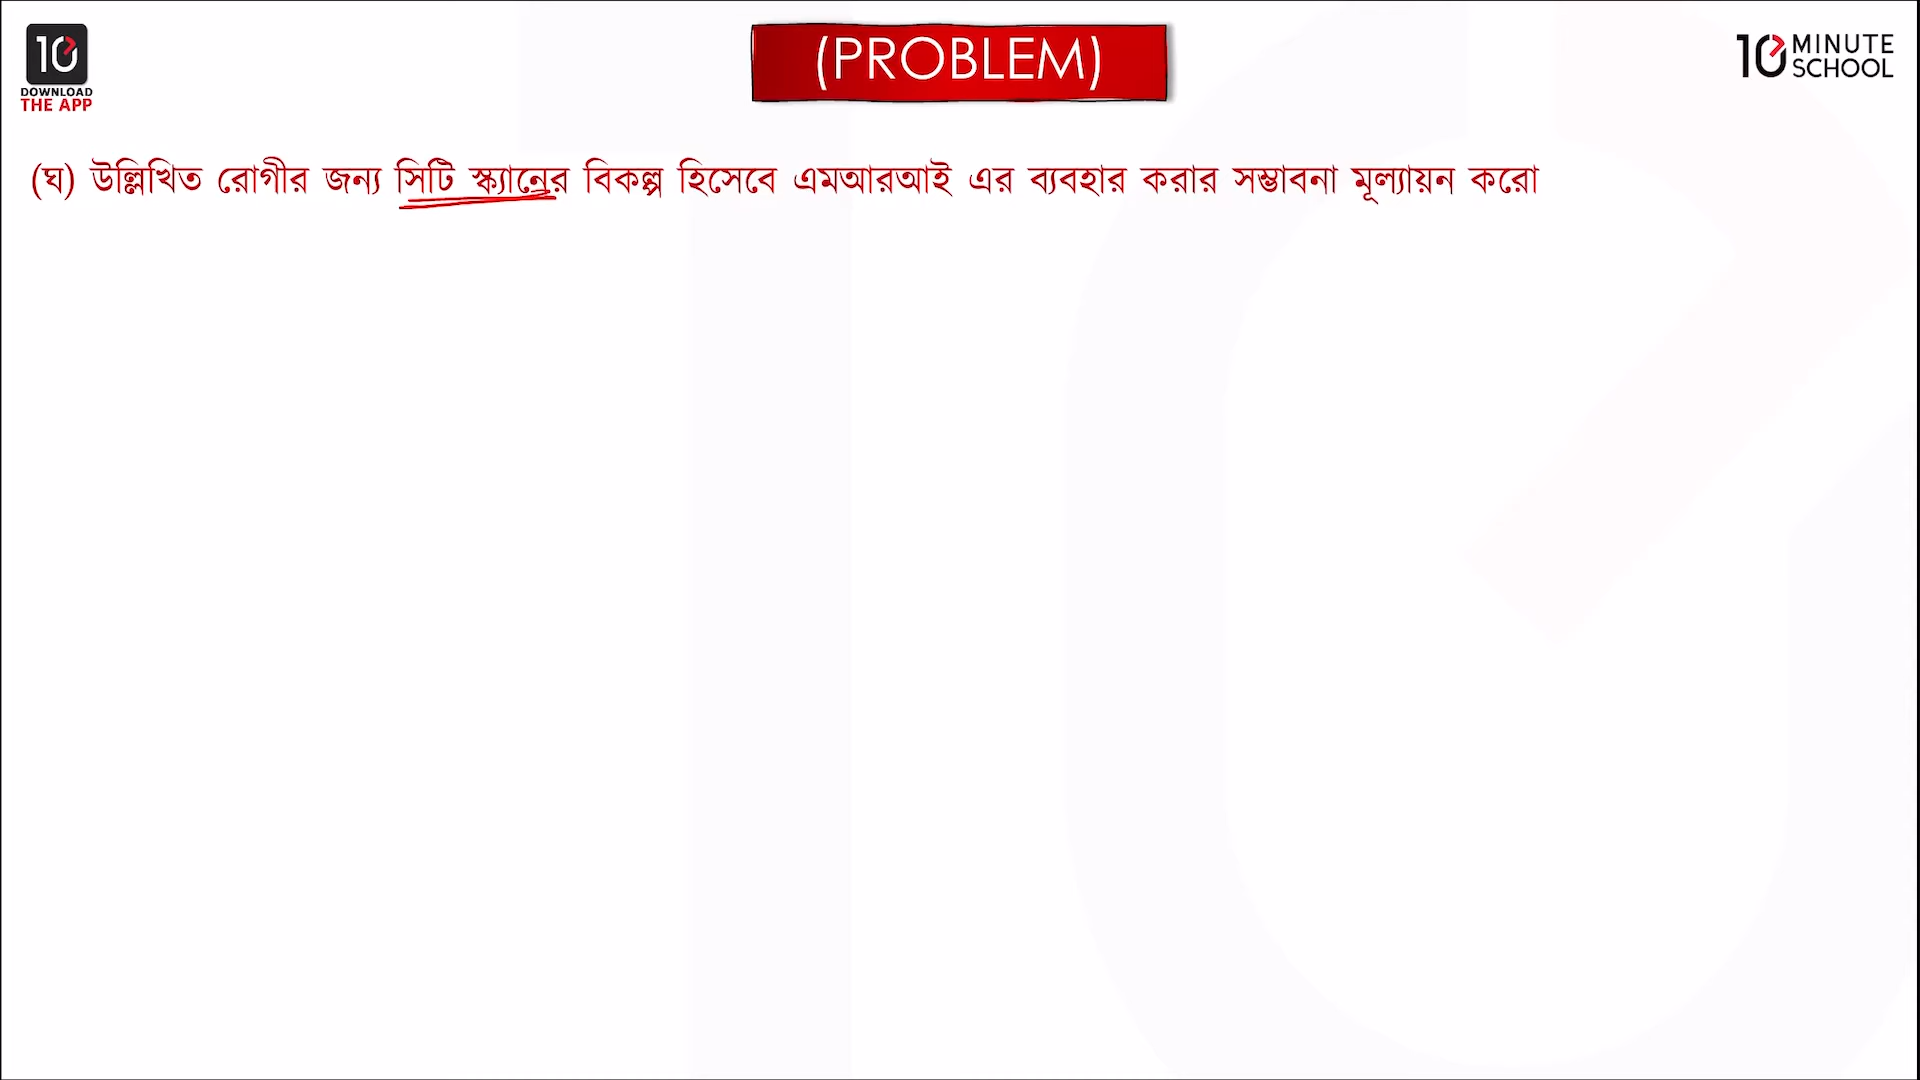 (PROBLEM)
10 MINUTE SCHOOL
10
DOWNLOAD
THE APP
(ঘ) উল্লিখিত রোগীর জন্য সিটি স্ক্যানের বিকল্প হিসেবে এমআরআই এর ব্যবহার করার সম্ভাবনা মূল্যায়ন করো